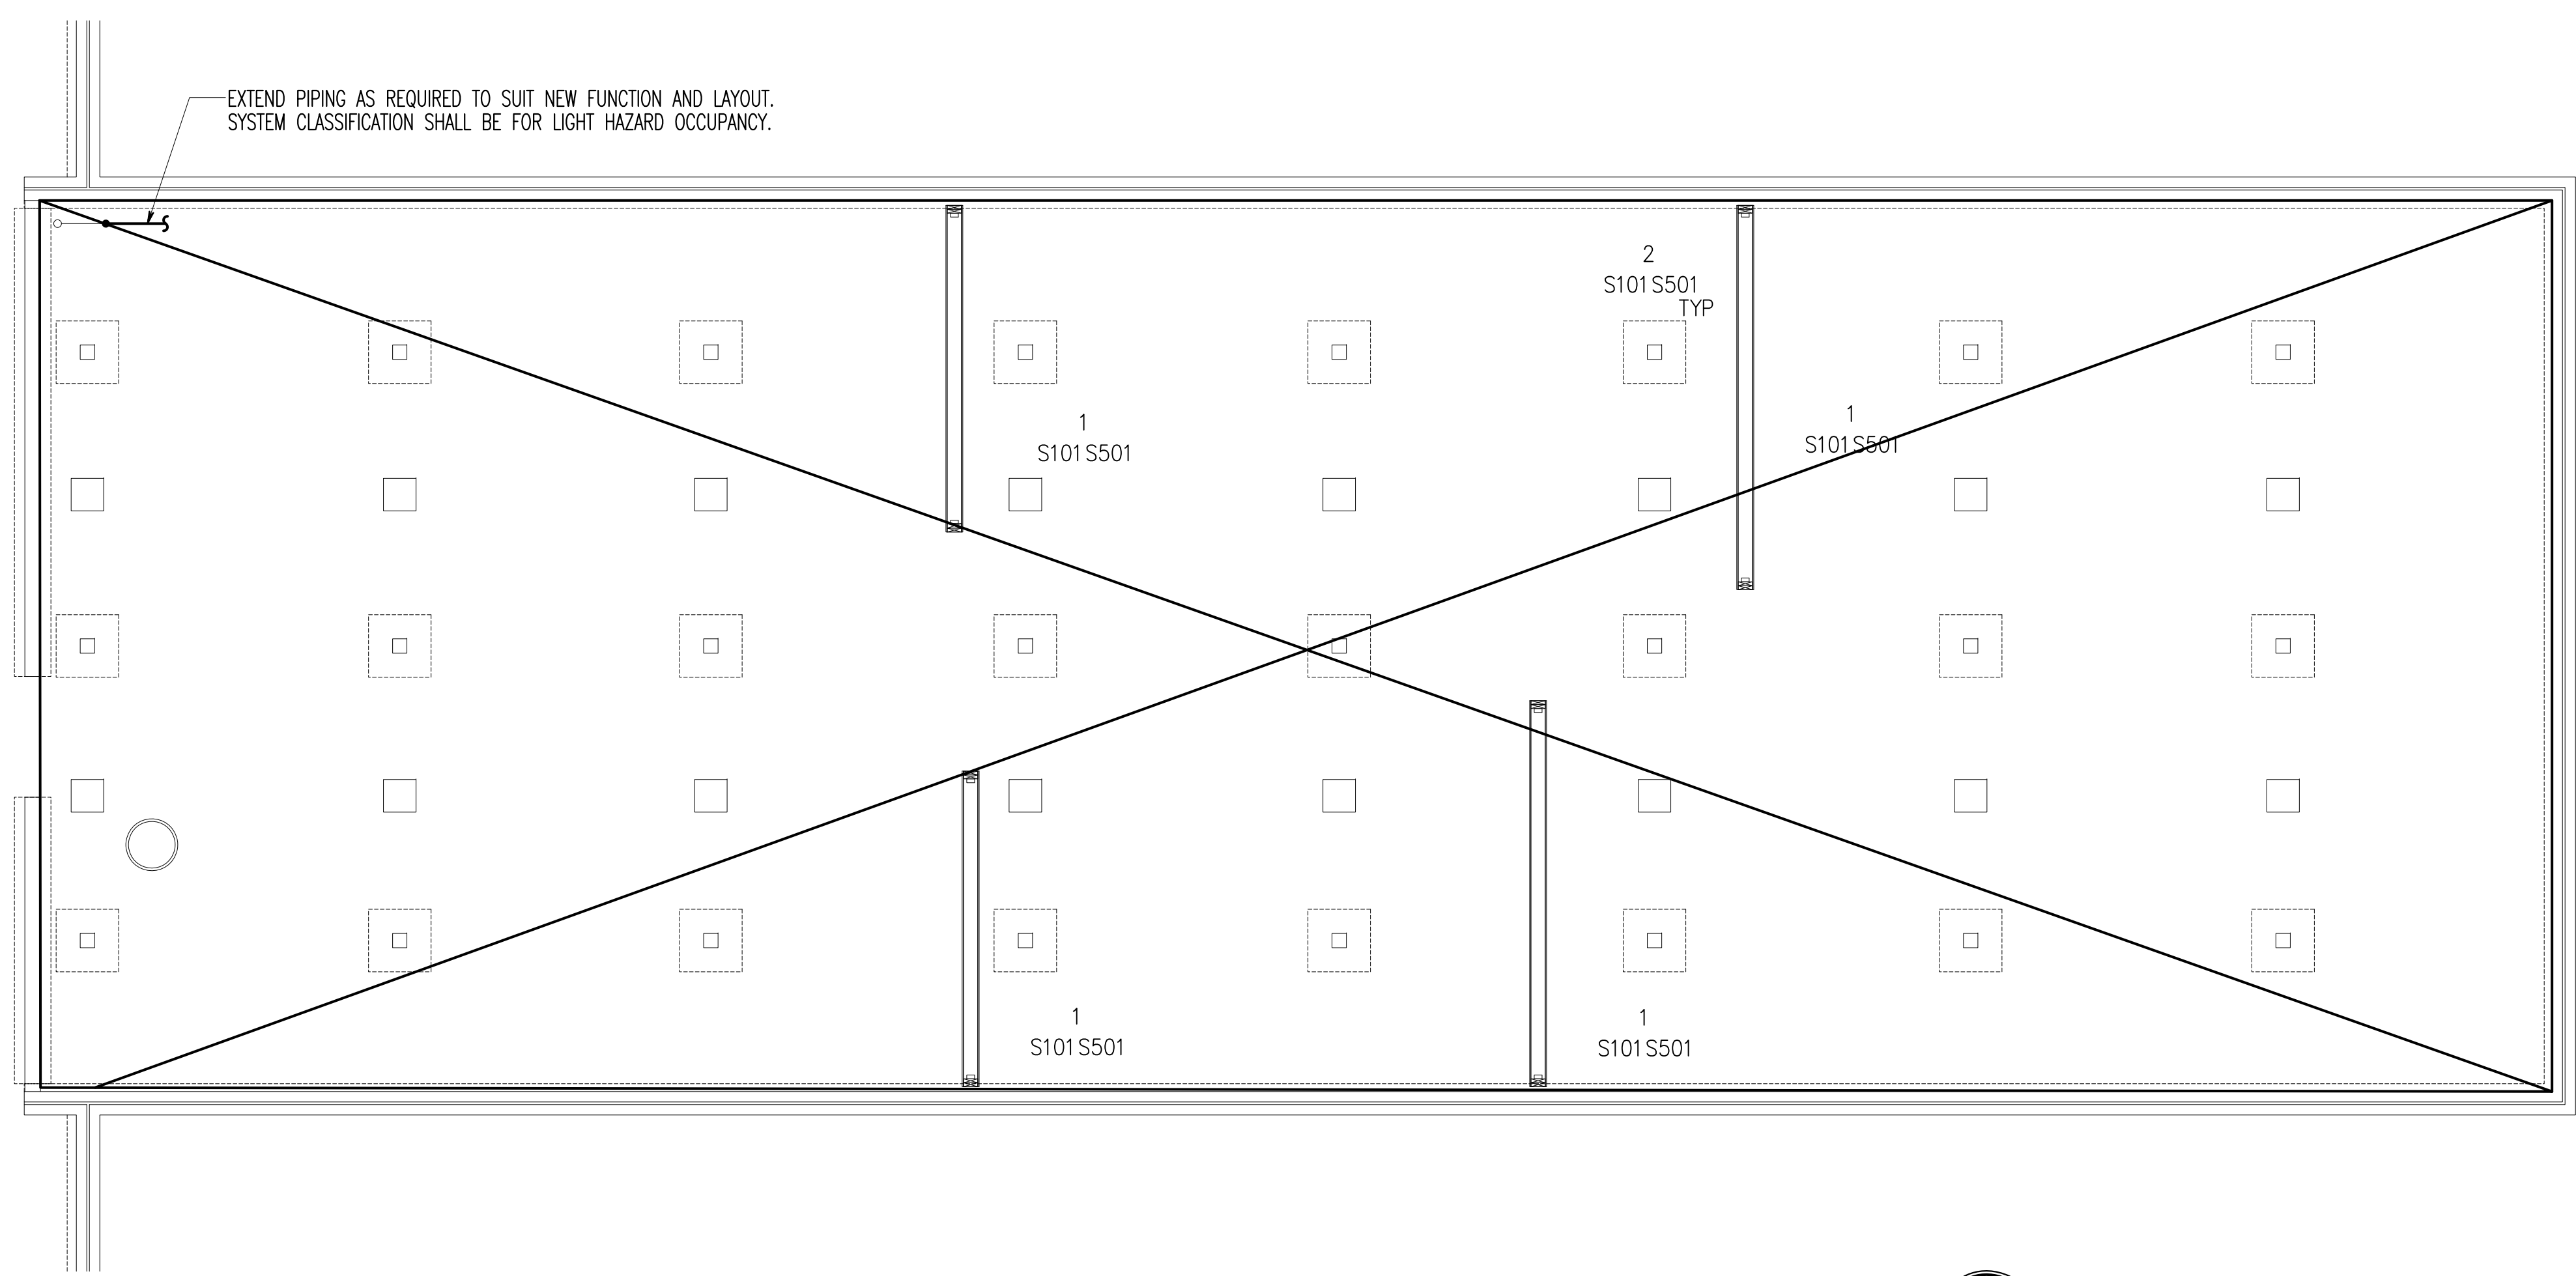 EXTEND PIPING AS REQUIRED TO SUIT NEW FUNCTION AND LAYOUT.
SYSTEM CLASSIFICATION SHALL BE FOR LIGHT HAZARD OCCUPANCY.
2
S101 S501
TYP
1
S101 S501
1
S101 S501
1
S101 S501
1
S101 S501